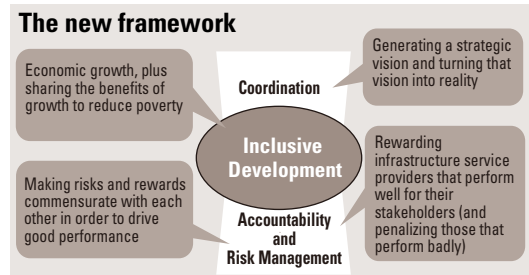 The new framework
Economic growth, plus
sharing the benefits of
growth to reduce poverty
Coordination
Generating a strategic
vision and turning that
vision into reality
Inclusive
Development
Making risks and rewards
commensurate with each
other in order to drive
good performance
Accountability
and
Risk Management
Rewarding
infrastructure service
providers that perform
well for their
stakeholders (and
penalizing those that
perform badly)